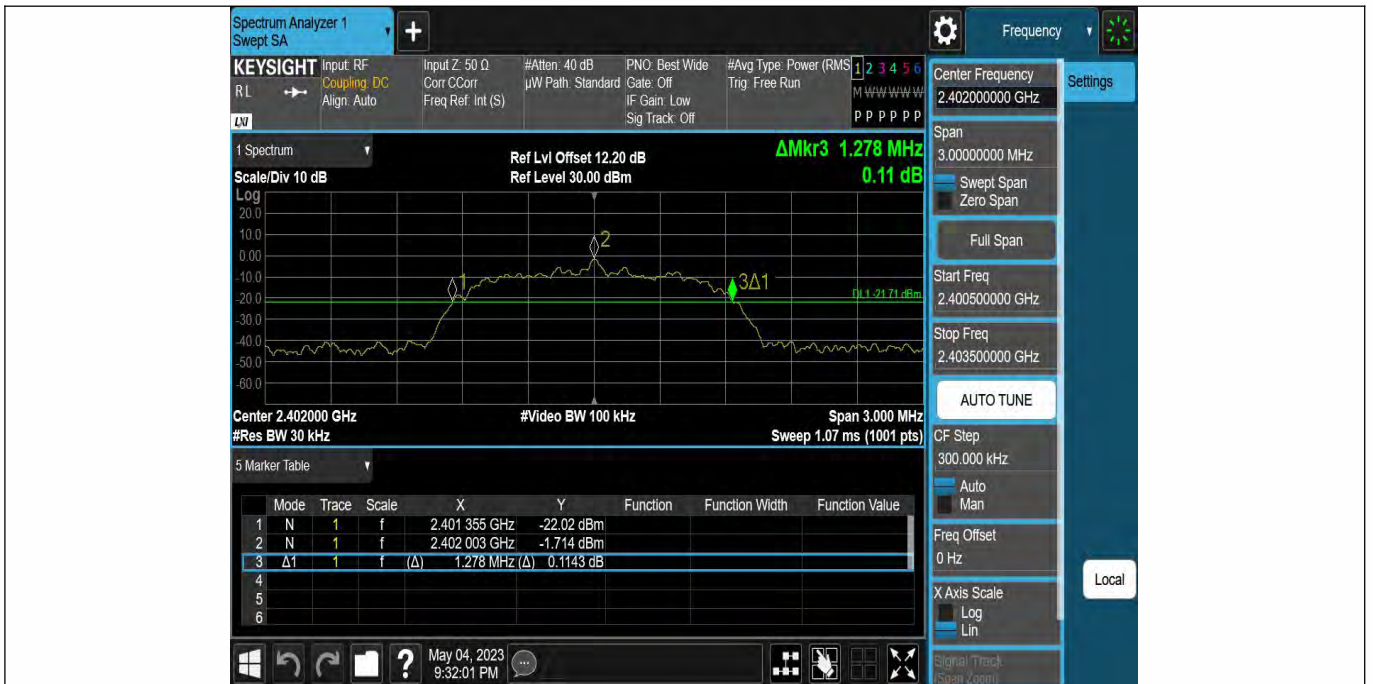 Spectrum Analyzer 1
Swept SA
+
Frequency
KEYSIGHT
RL
LXI
Input: RF
Coupling: DC
Align: Auto
Input Z: 50 Ω
Corr CCorr
Freq Ref: Int (S)
#Atten: 40 dB
µW Path: Standard
PNO: Best Wide
Gate: Off
IF Gain: Low
Sig Track: Off
#Avg Type: Power (RMS
Trig: Free Run
1 2 3 4 5 6
M W W W W W
P P P P P P
1 Spectrum
Scale/Div 10 dB
Ref Lvl Offset 12.20 dB
Ref Level 30.00 dBm
ΔMkr3 1.278 MHz
0.11 dB
Log
20.0
10.0
0.00
-10.0
-20.0
-30.0
-40.0
-50.0
-60.0
1
2
3Δ1
DL1 -21.71 dBm
Center 2.402000 GHz
#Video BW 100 kHz
Span 3.000 MHz
#Res BW 30 kHz
Sweep 1.07 ms (1001 pts)
5 Marker Table
Mode Trace Scale X Y Function Function Width Function Value
1 N 1 f 2.401 355 GHz -22.02 dBm
2 N 1 f 2.402 003 GHz -1.714 dBm
3 Δ1 1 f (Δ) 1.278 MHz (Δ) 0.1143 dB
4
5
6
?
May 04, 2023
9:32:01 PM
Center Frequency
2.402000000 GHz
Settings
Span
3.00000000 MHz
Swept Span
Zero Span
Full Span
Start Freq
2.400500000 GHz
Stop Freq
2.403500000 GHz
AUTO TUNE
CF Step
300.000 kHz
Auto
Man
Freq Offset
0 Hz
X Axis Scale
Log
Lin
Local
Signal Track
(Span Zoom)